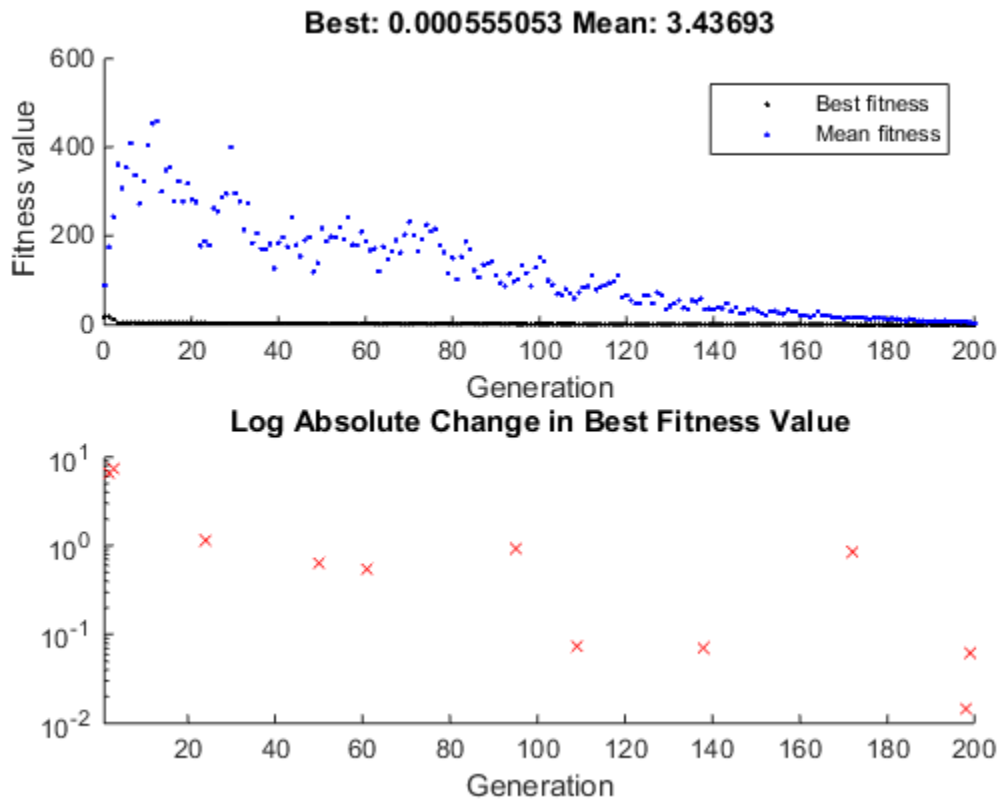 Best: 0.000555053 Mean: 3.43693
600
400
200
0
Fitness value
Best fitness
Mean fitness
0 20 40 60 80 100 120 140 160 180 200
Generation
Log Absolute Change in Best Fitness Value
10^1
10^0
10^-1
10^-2
20 40 60 80 100 120 140 160 180 200
Generation